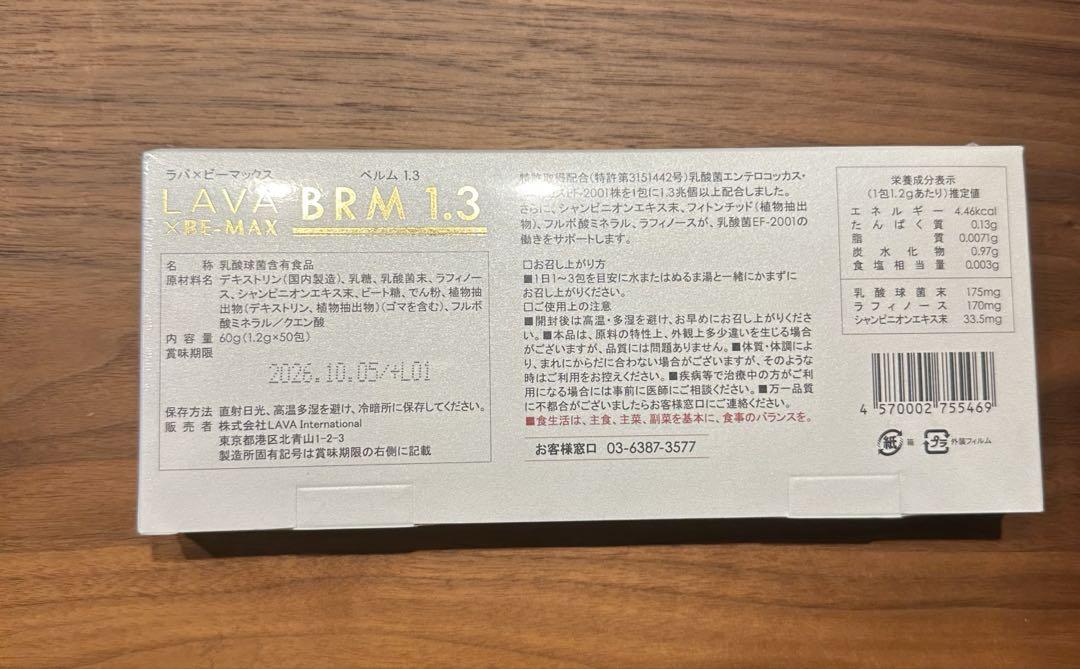 ラバ×ビーマックス
ベルム 1.3
LAVA
×BE-MAX
BRM 1.3
名　称 乳酸球菌含有食品
原材料名 デキストリン(国内製造)、乳糖、乳酸菌末、ラフィノー
ス、シャンピニオンエキス末、ビート糖、でん粉、植物抽
出物(デキストリン、植物抽出物)(ゴマを含む)、フルボ
酸ミネラル／クエン酸
内 容 量 60g(1.2g×50包)
賞味期限
2026.10.05/+L01
保存方法 直射日光、高温多湿を避け、冷暗所に保存してください。
販 売 者 株式会社LAVA International
東京都港区北青山1-2-3
製造所固有記号は賞味期限の右側に記載
特許取得配合(特許第3151442号)乳酸菌エンテロコッカス・
EF-2001株を1包に1.3兆個以上配合しました。
さらに、シャンピニオンエキス末、フィトンチッド(植物抽出
物)、フルボ酸ミネラル、ラフィノースが、乳酸菌EF-2001の
働きをサポートします。
□お召し上がり方
■1日1～3包を目安に水またはぬるま湯と一緒にかまずに
お召し上がりください。
□ご使用上の注意
■開封後は高温・多湿を避け、お早めにお召し上がりくださ
い。■本品は、原料の特性上、外観上多少違いを生じる場合
がございますが、品質には問題ありません。■体質・体調によ
り、まれにからだに合わない場合がございますが、そのような
時はご利用をお控えください。■疾病等で治療中の方がご利
用になる場合には事前に医師にご相談ください。■万一品質
に不都合がございましたらお客様窓口にご連絡ください。
■食生活は、主食、主菜、副菜を基本に、食事のバランスを。
お客様窓口 03-6387-3577
栄養成分表示
(1包1.2gあたり)推定値
エネルギー 4.46kcal
たんぱく質 0.13g
脂質 0.0071g
炭水化物 0.97g
食塩相当量 0.003g
乳酸球菌末 175mg
ラフィノース 170mg
シャンピニオンエキス末 33.5mg
4 570002 755469
紙 箱 プラ 外装フィルム